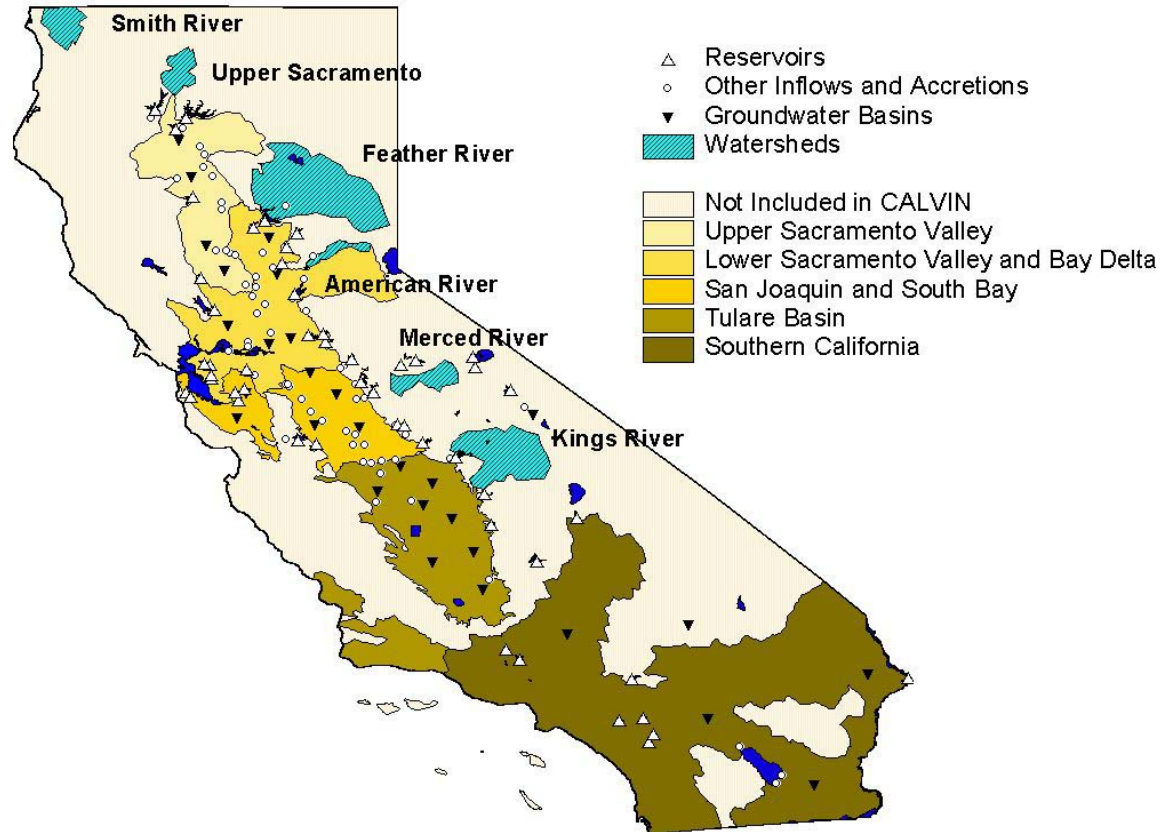 Smith River
Upper Sacramento
Feather River
American River
Merced River
Kings River
Reservoirs
Other Inflows and Accretions
Groundwater Basins
Watersheds
Not Included in CALVIN
Upper Sacramento Valley
Lower Sacramento Valley and Bay Delta
San Joaquin and South Bay
Tulare Basin
Southern California